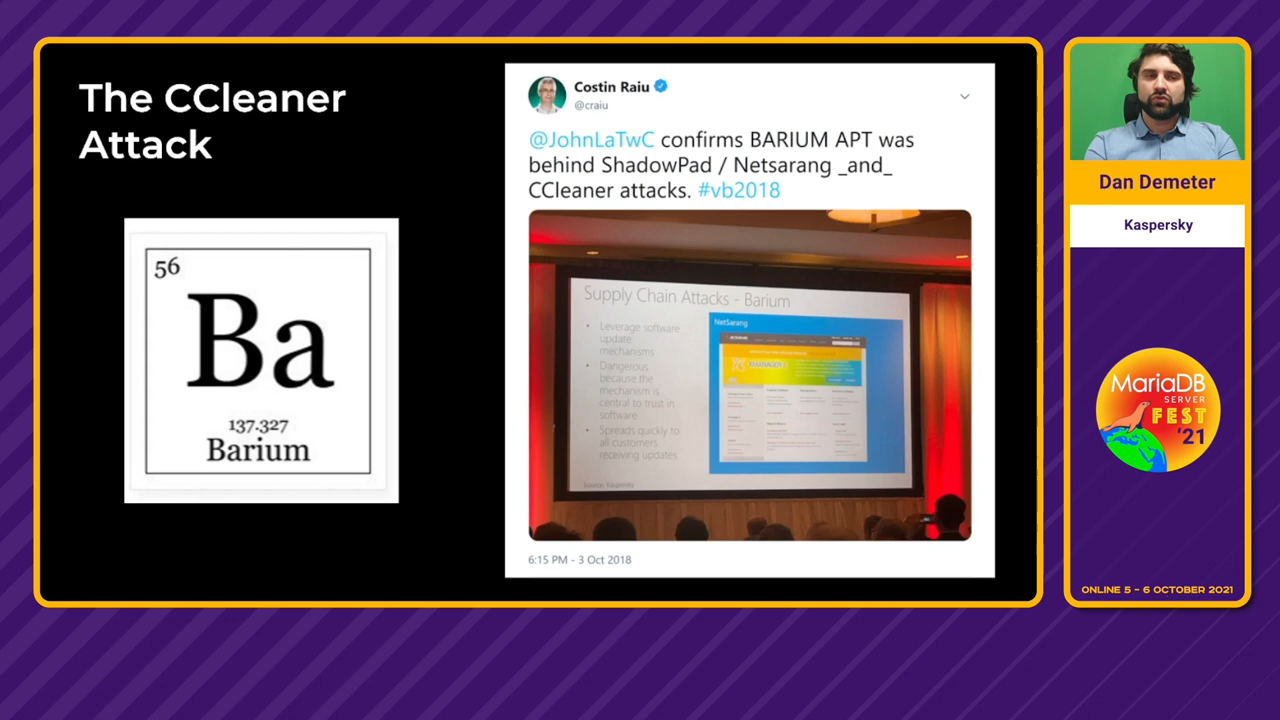 The CCleaner
Attack
56
Ba
137.327
Barium
Costin Raiu
@craiu
@JohnLaTwC confirms BARIUM APT was
behind ShadowPad / Netsarang _and_
CCleaner attacks. #vb2018
Supply Chain Attacks - Barium
• Leverage software
update
mechanisms
• Dangerous
because the
mechanism is
central to trust in
software
• Spreads quickly to
all customers
receiving updates
Source: Kaspersky
NetSarang
6:15 PM - 3 Oct 2018
Dan Demeter
Kaspersky
MariaDB
SERVER
FEST
'21
ONLINE 5 – 6 OCTOBER 2021